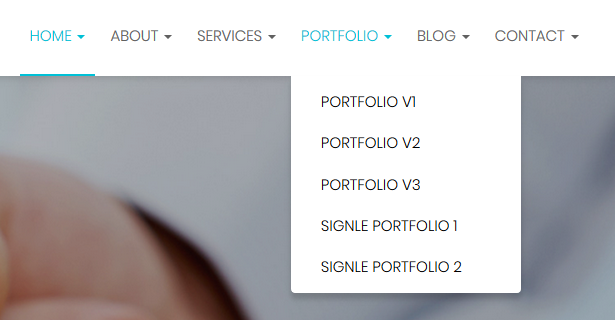 HOME ABOUT SERVICES PORTFOLIO BLOG CONTACT
PORTFOLIO V1
PORTFOLIO V2
PORTFOLIO V3
SIGNLE PORTFOLIO 1
SIGNLE PORTFOLIO 2